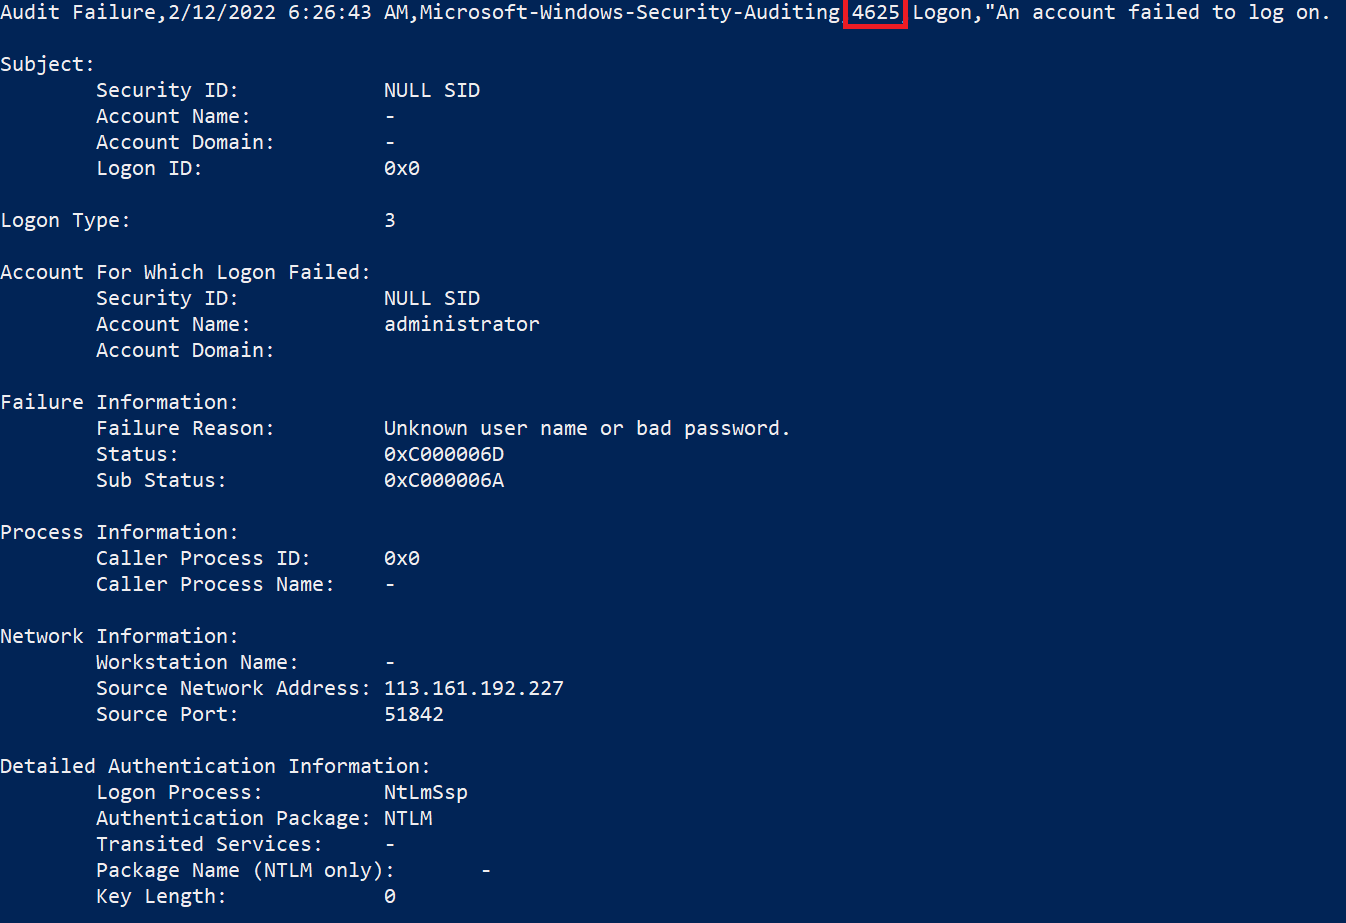 Audit Failure,2/12/2022 6:26:43 AM,Microsoft-Windows-Security-Auditing,4625,Logon,"An account failed to log on.
Subject:
Security ID: NULL SID
Account Name: -
Account Domain: -
Logon ID: 0x0
Logon Type: 3
Account For Which Logon Failed:
Security ID: NULL SID
Account Name: administrator
Account Domain:
Failure Information:
Failure Reason: Unknown user name or bad password.
Status: 0xC000006D
Sub Status: 0xC000006A
Process Information:
Caller Process ID: 0x0
Caller Process Name: -
Network Information:
Workstation Name: -
Source Network Address: 113.161.192.227
Source Port: 51842
Detailed Authentication Information:
Logon Process: NtLmSsp
Authentication Package: NTLM
Transited Services: -
Package Name (NTLM only): -
Key Length: 0